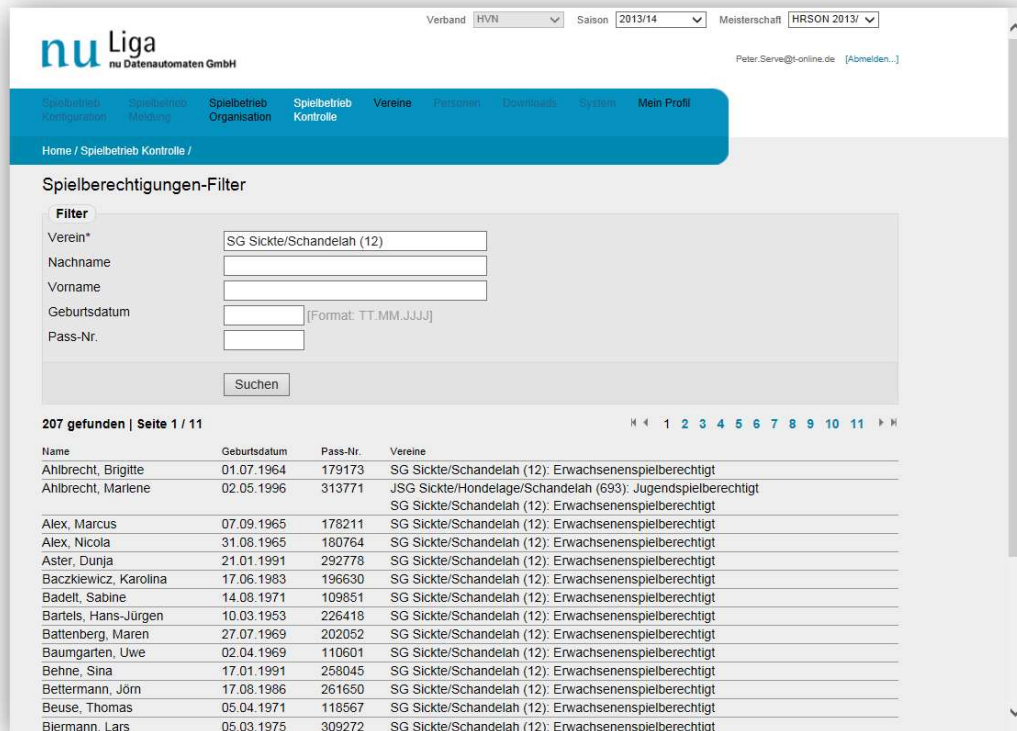 Verband HVN Saison 2013/14 Meisterschaft HRSON 2013/
nu Liga
nu Datenautomaten GmbH
Peter.Serve@t-online.de [Abmelden...]
Spielbetrieb Konfiguration Spielbetrieb Meldung Spielbetrieb Organisation Spielbetrieb Kontrolle Vereine Personen Downloads System Mein Profil
Home / Spielbetrieb Kontrolle /
Spielberechtigungen-Filter
Filter
Verein* SG Sickte/Schandelah (12)
Nachname
Vorname
Geburtsdatum [Format: TT.MM.JJJJ]
Pass-Nr.
Suchen
207 gefunden | Seite 1 / 11 1 2 3 4 5 6 7 8 9 10 11
Name Geburtsdatum Pass-Nr. Vereine
Ahlbrecht, Brigitte 01.07.1964 179173 SG Sickte/Schandelah (12): Erwachsenenspielberechtigt
Ahlbrecht, Marlene 02.05.1996 313771 JSG Sickte/Hondelage/Schandelah (693): Jugendspielberechtigt
SG Sickte/Schandelah (12): Erwachsenenspielberechtigt
Alex, Marcus 07.09.1965 178211 SG Sickte/Schandelah (12): Erwachsenenspielberechtigt
Alex, Nicola 31.08.1965 180764 SG Sickte/Schandelah (12): Erwachsenenspielberechtigt
Aster, Dunja 21.01.1991 292778 SG Sickte/Schandelah (12): Erwachsenenspielberechtigt
Baczkiewicz, Karolina 17.06.1983 196630 SG Sickte/Schandelah (12): Erwachsenenspielberechtigt
Badelt, Sabine 14.08.1971 109851 SG Sickte/Schandelah (12): Erwachsenenspielberechtigt
Bartels, Hans-Jürgen 10.03.1953 226418 SG Sickte/Schandelah (12): Erwachsenenspielberechtigt
Battenberg, Maren 27.07.1969 202052 SG Sickte/Schandelah (12): Erwachsenenspielberechtigt
Baumgarten, Uwe 02.04.1969 110601 SG Sickte/Schandelah (12): Erwachsenenspielberechtigt
Behne, Sina 17.01.1991 258045 SG Sickte/Schandelah (12): Erwachsenenspielberechtigt
Bettermann, Jörn 17.08.1986 261650 SG Sickte/Schandelah (12): Erwachsenenspielberechtigt
Beuse, Thomas 05.04.1971 118567 SG Sickte/Schandelah (12): Erwachsenenspielberechtigt
Biermann, Lars 05.03.1975 309272 SG Sickte/Schandelah (12): Erwachsenenspielberechtigt